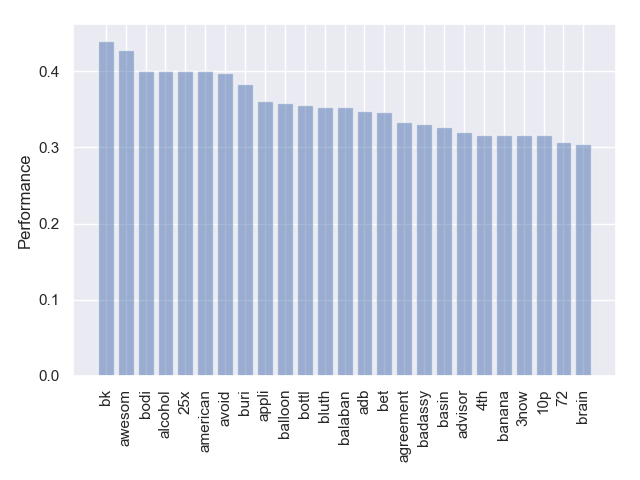 Performance
0.4
0.3
0.2
0.1
0.0
bk
awesom
bodi
alcohol
25x
american
avoid
buri
appli
balloon
bottl
bluth
balaban
adb
bet
agreement
badassy
basin
advisor
4th
banana
3now
10p
72
brain